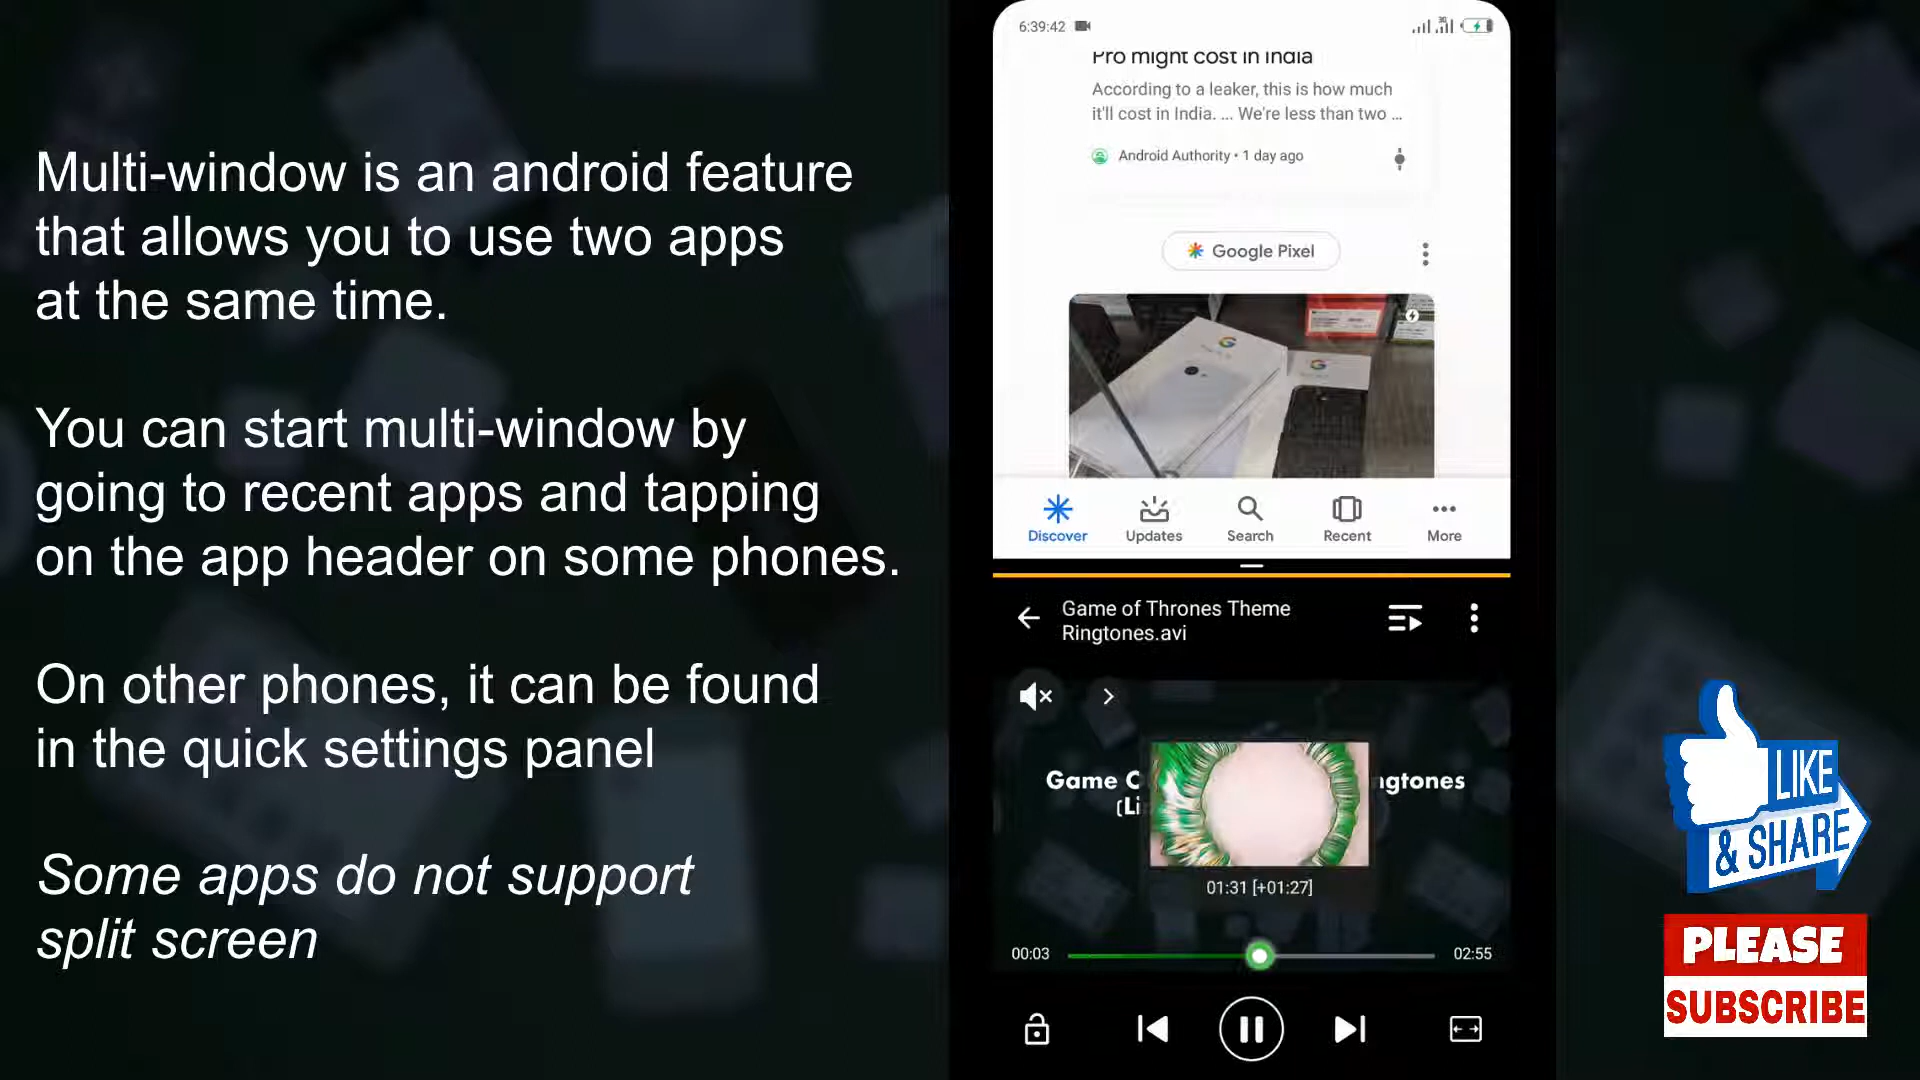 Multi-window is an android feature
that allows you to use two apps
at the same time.
You can start multi-window by
going to recent apps and tapping
on the app header on some phones.
On other phones, it can be found
in the quick settings panel
Some apps do not support
split screen
6:39:42
3G
Pro might cost in India
According to a leaker, this is how much
it'll cost in India. ... We're less than two ...
Android Authority • 1 day ago
Google Pixel
Discover
Updates
Search
Recent
More
Game of Thrones Theme
Ringtones.avi
Game
ngtones
(Li
01:31 [+01:27]
00:03
02:55
LIKE
& SHARE
PLEASE
SUBSCRIBE